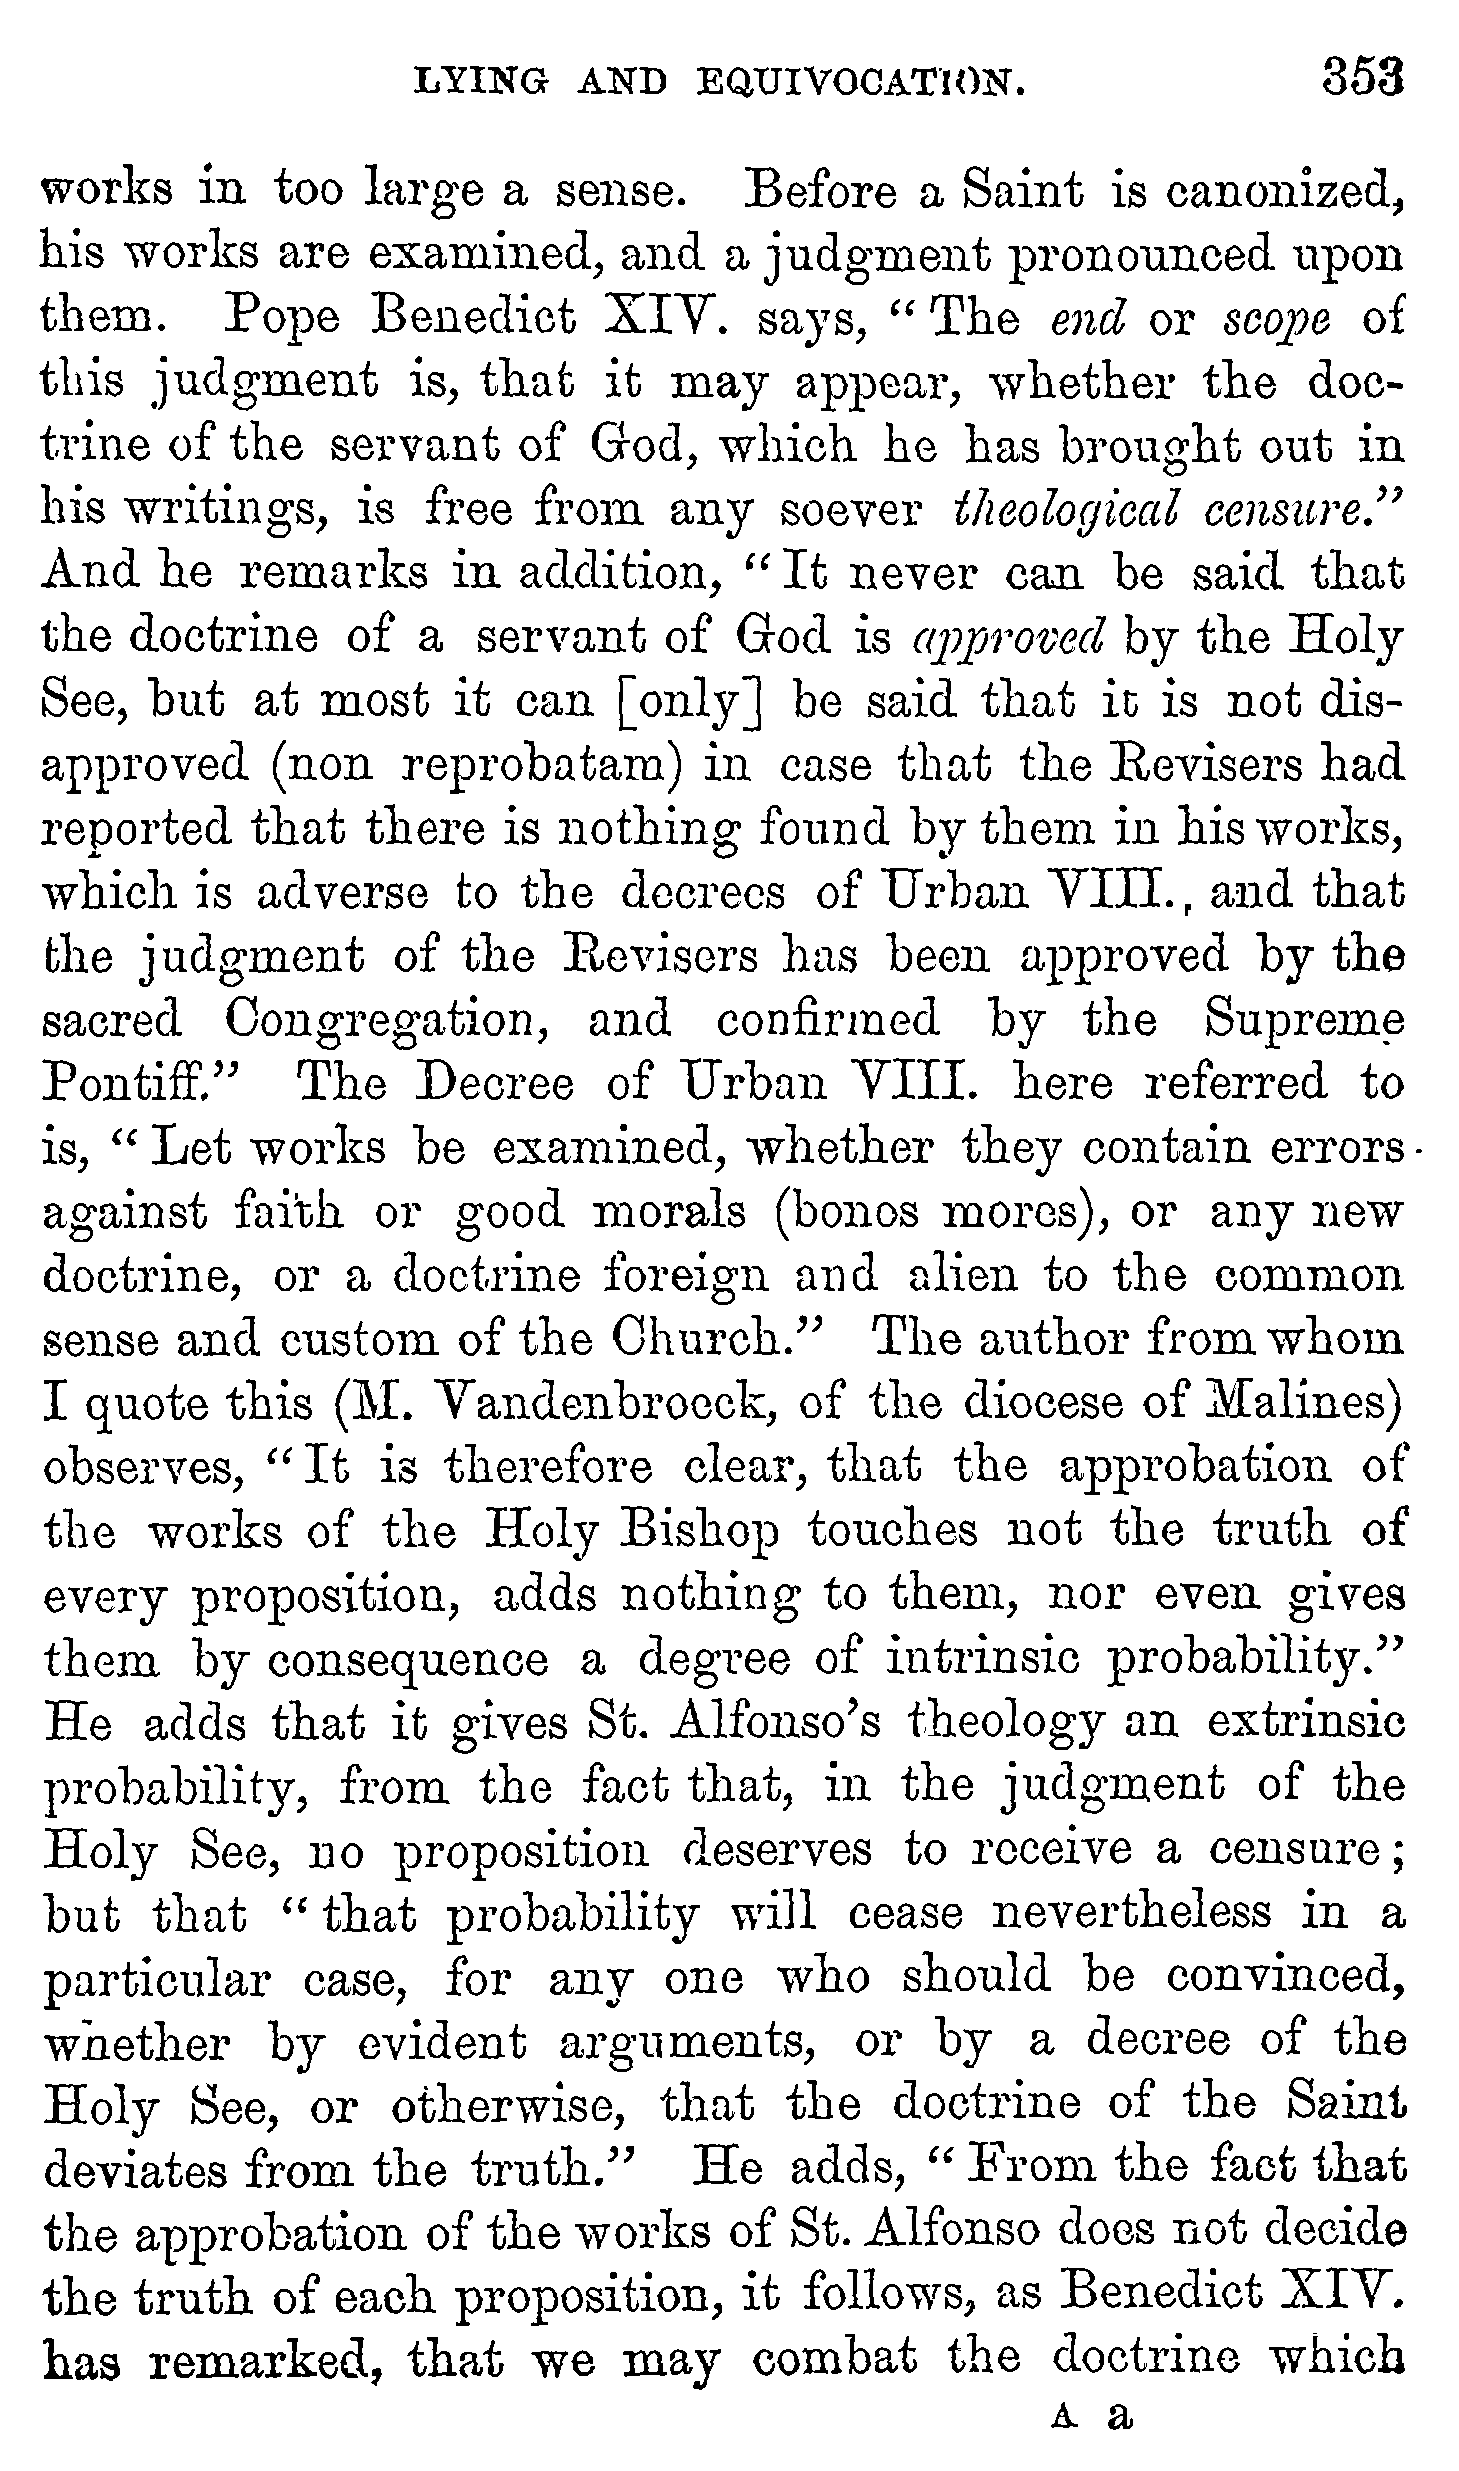 LYING AND EQUIVOCATION. 353
works in too large a sense. Before a Saint is canonized,
his works are examined, and a judgment pronounced upon
them. Pope Benedict XIV. says, “The end or scope of
this judgment is, that it may appear, whether the doc-
trine of the servant of God, which he has brought out in
his writings, is free from any soever theological censure.”
And he remarks in addition, “It never can be said that
the doctrine of a servant of God is approved by the Holy
See, but at most it can [only] be said that it is not dis-
approved (non reprobatam) in case that the Revisers had
reported that there is nothing found by them in his works,
which is adverse to the decrees of Urban VIII., and that
the judgment of the Revisers has been approved by the
sacred Congregation, and confirmed by the Supreme
Pontiff.” The Decree of Urban VIII. here referred to
is, “Let works be examined, whether they contain errors
against faith or good morals (bonos mores), or any new
doctrine, or a doctrine foreign and alien to the common
sense and custom of the Church.” The author from whom
I quote this (M. Vandenbroeck, of the diocese of Malines)
observes, “It is therefore clear, that the approbation of
the works of the Holy Bishop touches not the truth of
every proposition, adds nothing to them, nor even gives
them by consequence a degree of intrinsic probability.”
He adds that it gives St. Alfonso’s theology an extrinsic
probability, from the fact that, in the judgment of the
Holy See, no proposition deserves to receive a censure;
but that “that probability will cease nevertheless in a
particular case, for any one who should be convinced,
whether by evident arguments, or by a decree of the
Holy See, or otherwise, that the doctrine of the Saint
deviates from the truth.” He adds, “From the fact that
the approbation of the works of St. Alfonso does not decide
the truth of each proposition, it follows, as Benedict XIV.
has remarked, that we may combat the doctrine which
A a